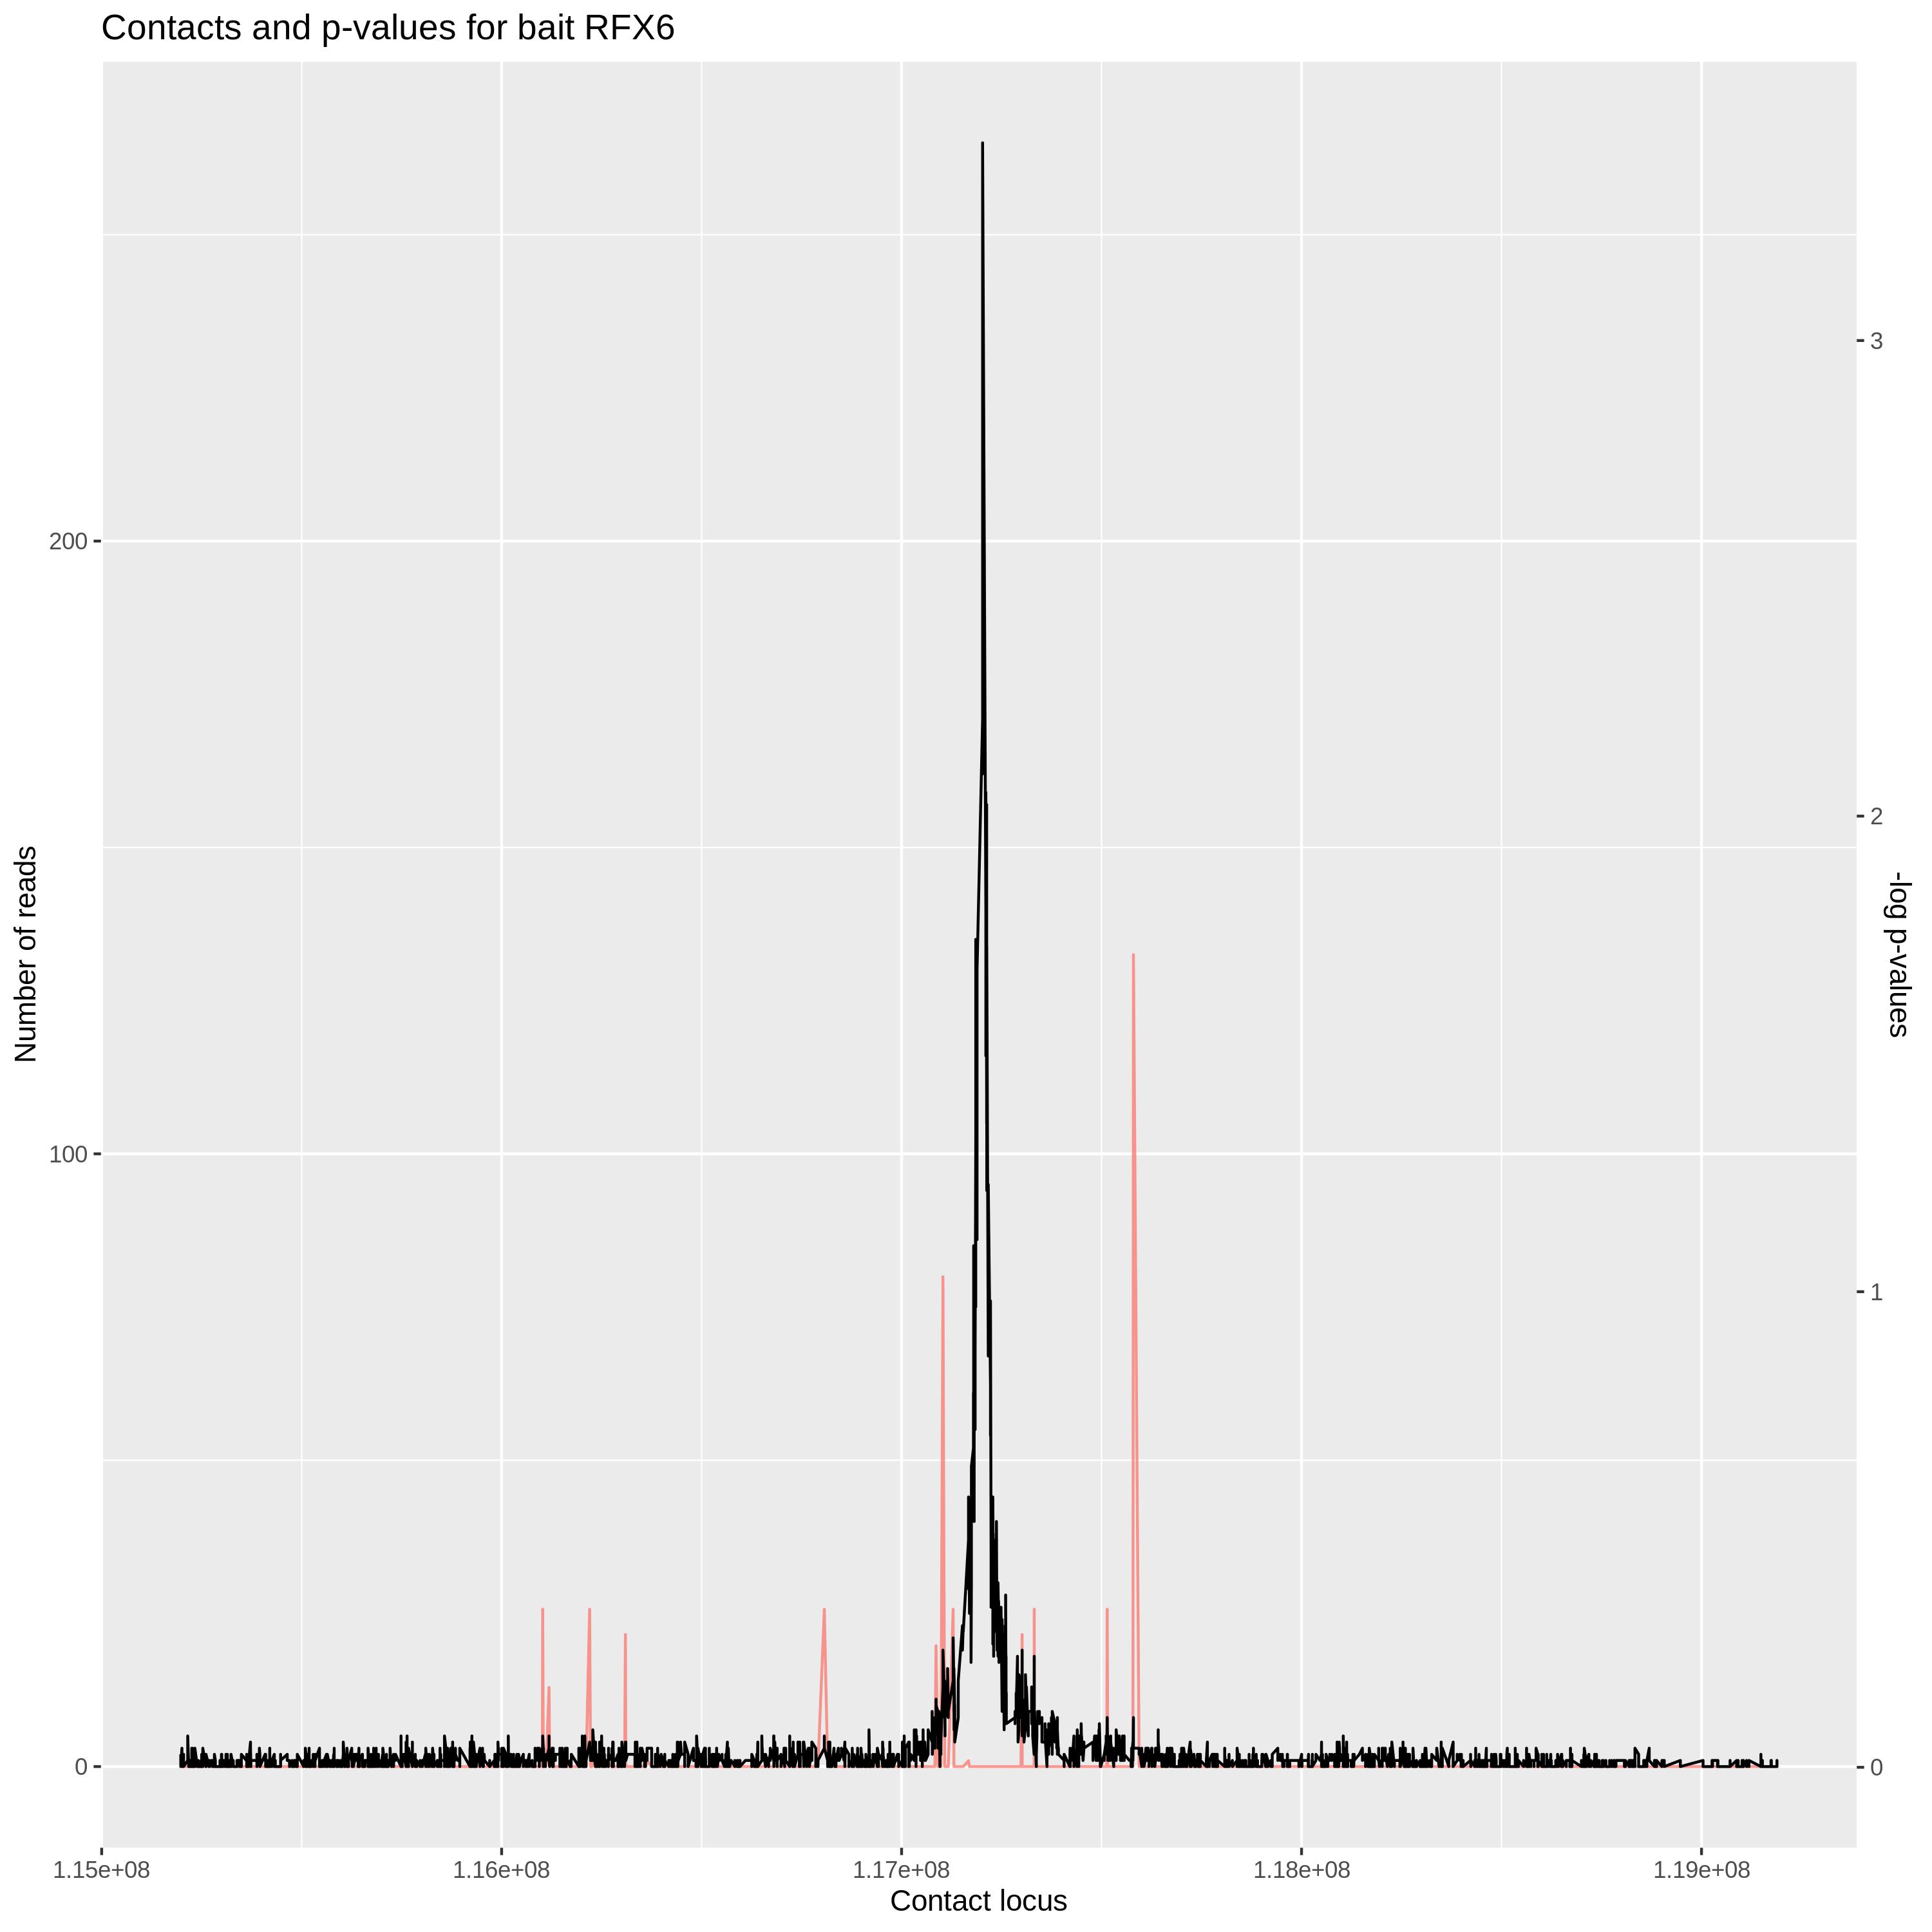 Contacts and p-values for bait RFX6
Number of reads
200
100
0
3
2
1
0
-log p-values
1.15e+08
1.16e+08
1.17e+08
1.18e+08
1.19e+08
Contact locus